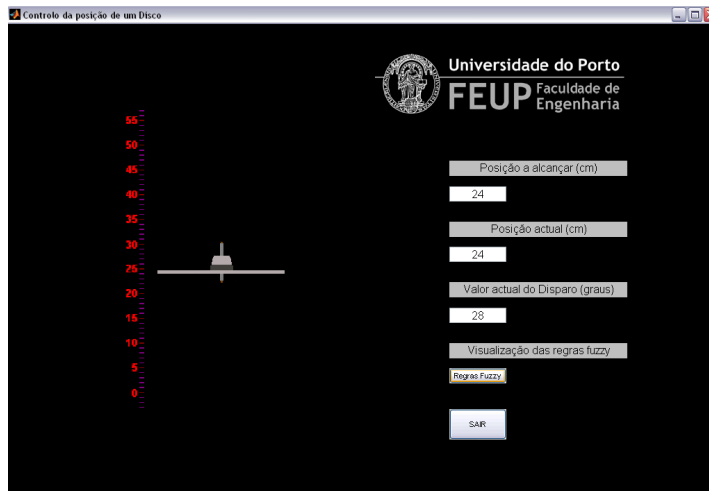 Controlo da posição de um Disco
Universidade do Porto
FEUP Faculdade de
Engenharia
55
50
45
40
35
30
25
20
15
10
5
0
Posição a alcançar (cm)
24
Posição actual (cm)
24
Valor actual do Disparo (graus)
28
Visualização das regras fuzzy
Regras Fuzzy
SAIR